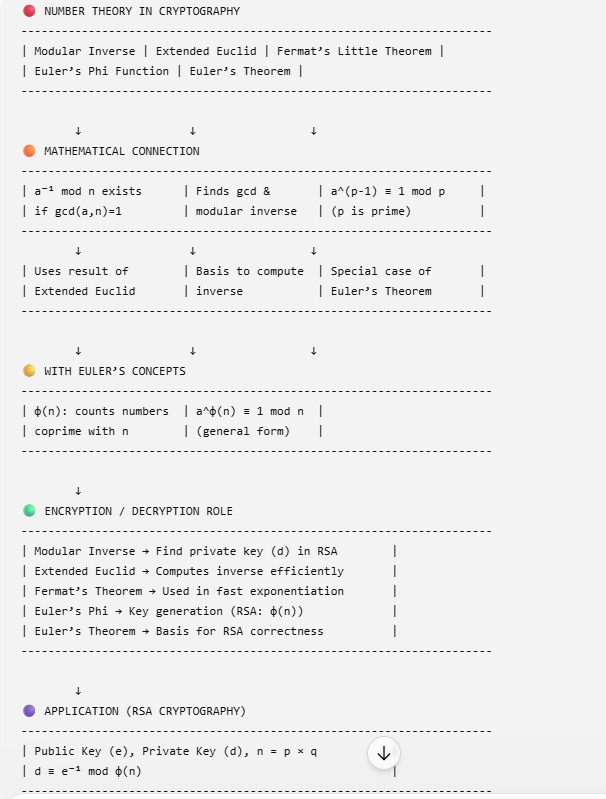 NUMBER THEORY IN CRYPTOGRAPHY
---------------------------------------------------------------------
| Modular Inverse | Extended Euclid | Fermat’s Little Theorem |
| Euler’s Phi Function | Euler’s Theorem |
---------------------------------------------------------------------
↓ ↓ ↓
MATHEMATICAL CONNECTION
---------------------------------------------------------------------
| a⁻¹ mod n exists | Finds gcd & | a^(p-1) ≡ 1 mod p |
| if gcd(a,n)=1 | modular inverse | (p is prime) |
---------------------------------------------------------------------
↓ ↓ ↓
| Uses result of | Basis to compute | Special case of |
| Extended Euclid | inverse | Euler’s Theorem |
---------------------------------------------------------------------
↓ ↓ ↓
WITH EULER’S CONCEPTS
---------------------------------------------------------------------
| ϕ(n): counts numbers | a^ϕ(n) ≡ 1 mod n |
| coprime with n | (general form) |
---------------------------------------------------------------------
↓
ENCRYPTION / DECRYPTION ROLE
---------------------------------------------------------------------
| Modular Inverse → Find private key (d) in RSA |
| Extended Euclid → Computes inverse efficiently |
| Fermat’s Theorem → Used in fast exponentiation |
| Euler’s Phi → Key generation (RSA: ϕ(n)) |
| Euler’s Theorem → Basis for RSA correctness |
---------------------------------------------------------------------
↓
APPLICATION (RSA CRYPTOGRAPHY)
---------------------------------------------------------------------
| Public Key (e), Private Key (d), n = p × q
| d ≡ e⁻¹ mod ϕ(n) |
---------------------------------------------------------------------